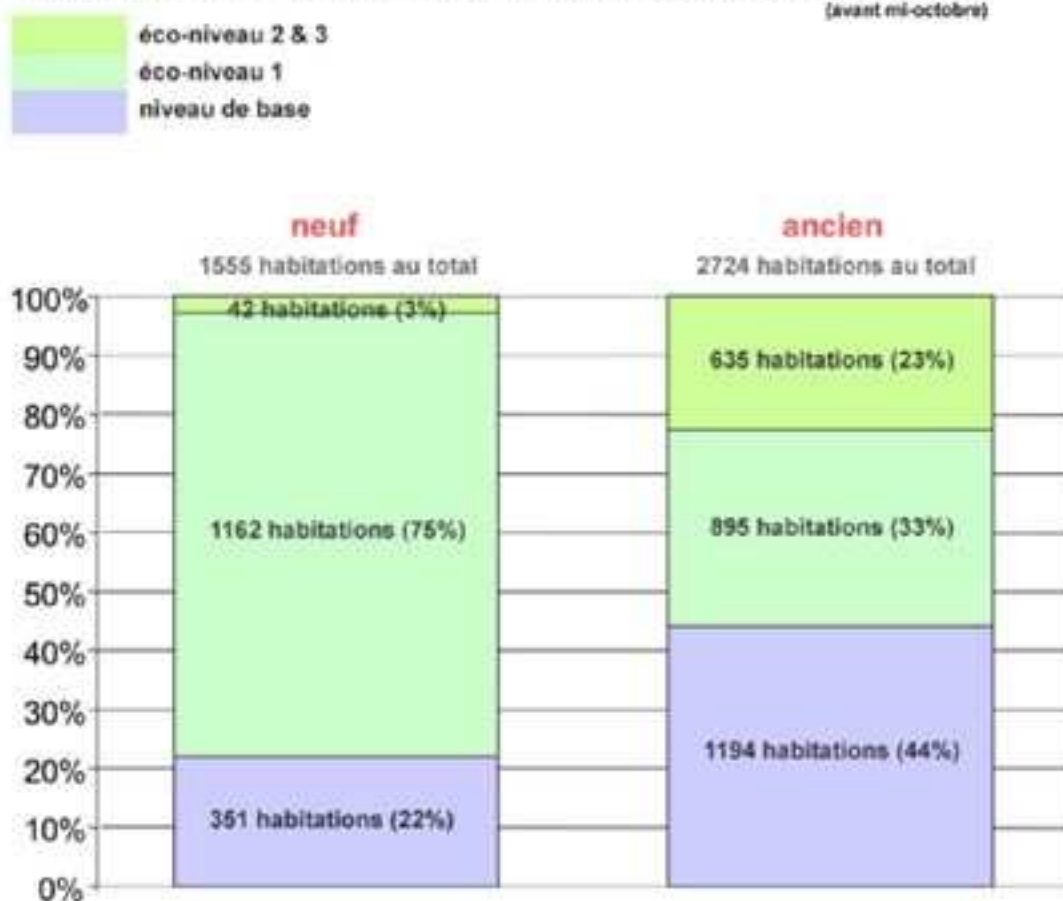 (avant mi-octobre)
éco-niveau 2 & 3
éco-niveau 1
niveau de base
neuf
1555 habitations au total
ancien
2724 habitations au total
100%
90%
80%
70%
60%
50%
40%
30%
20%
10%
0%
42 habitations (3%)
1162 habitations (75%)
351 habitations (22%)
635 habitations (23%)
895 habitations (33%)
1194 habitations (44%)